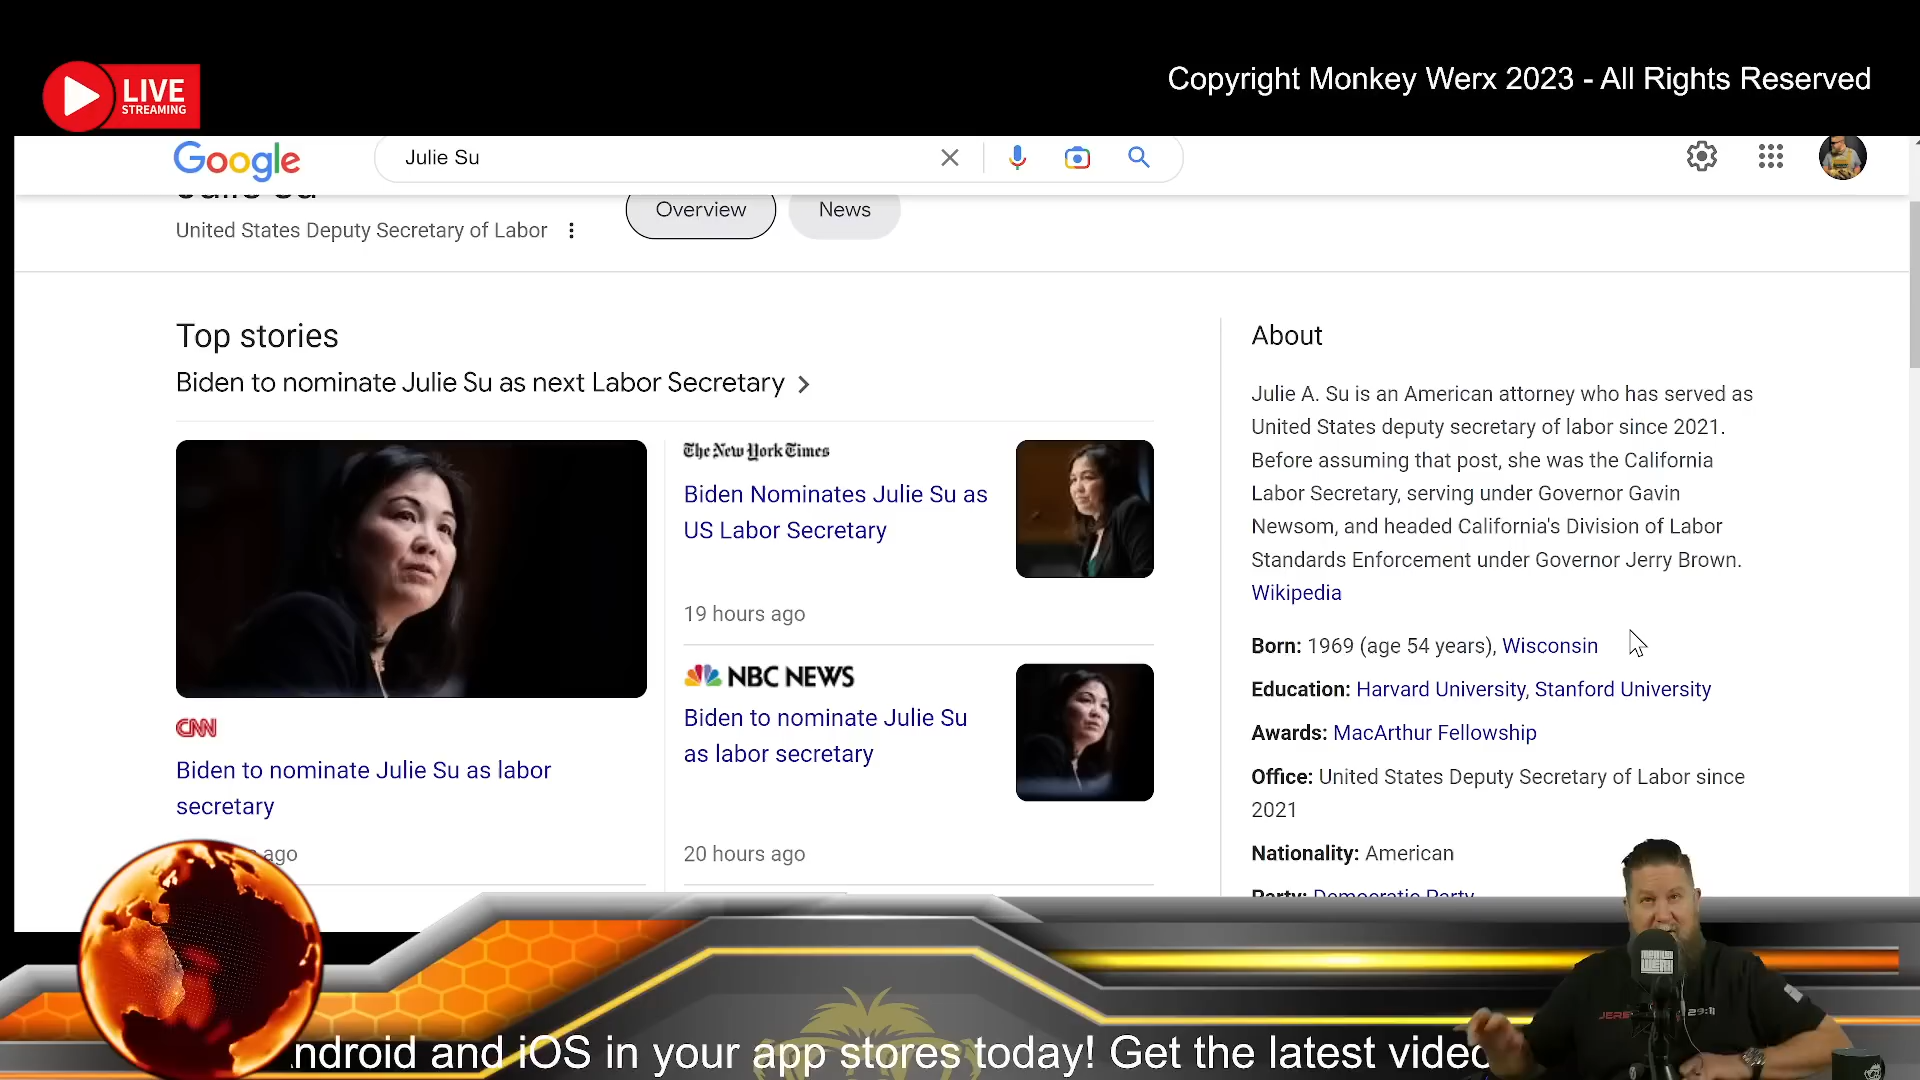 LIVE
STREAMING
Copyright Monkey Werx 2023 - All Rights Reserved
Google
Julie Su
Julie Su
United States Deputy Secretary of Labor
Overview
News
Top stories
Biden to nominate Julie Su as next Labor Secretary
CNN
Biden to nominate Julie Su as labor
secretary
ago
The New York Times
Biden Nominates Julie Su as
US Labor Secretary
19 hours ago
NBC NEWS
Biden to nominate Julie Su
as labor secretary
20 hours ago
About
Julie A. Su is an American attorney who has served as
United States deputy secretary of labor since 2021.
Before assuming that post, she was the California
Labor Secretary, serving under Governor Gavin
Newsom, and headed California's Division of Labor
Standards Enforcement under Governor Jerry Brown.
Wikipedia
Born: 1969 (age 54 years), Wisconsin
Education: Harvard University, Stanford University
Awards: MacArthur Fellowship
Office: United States Deputy Secretary of Labor since
2021
Nationality: American
Party: Democratic Party
29:11
ndroid and iOS in your app stores today! Get the latest video